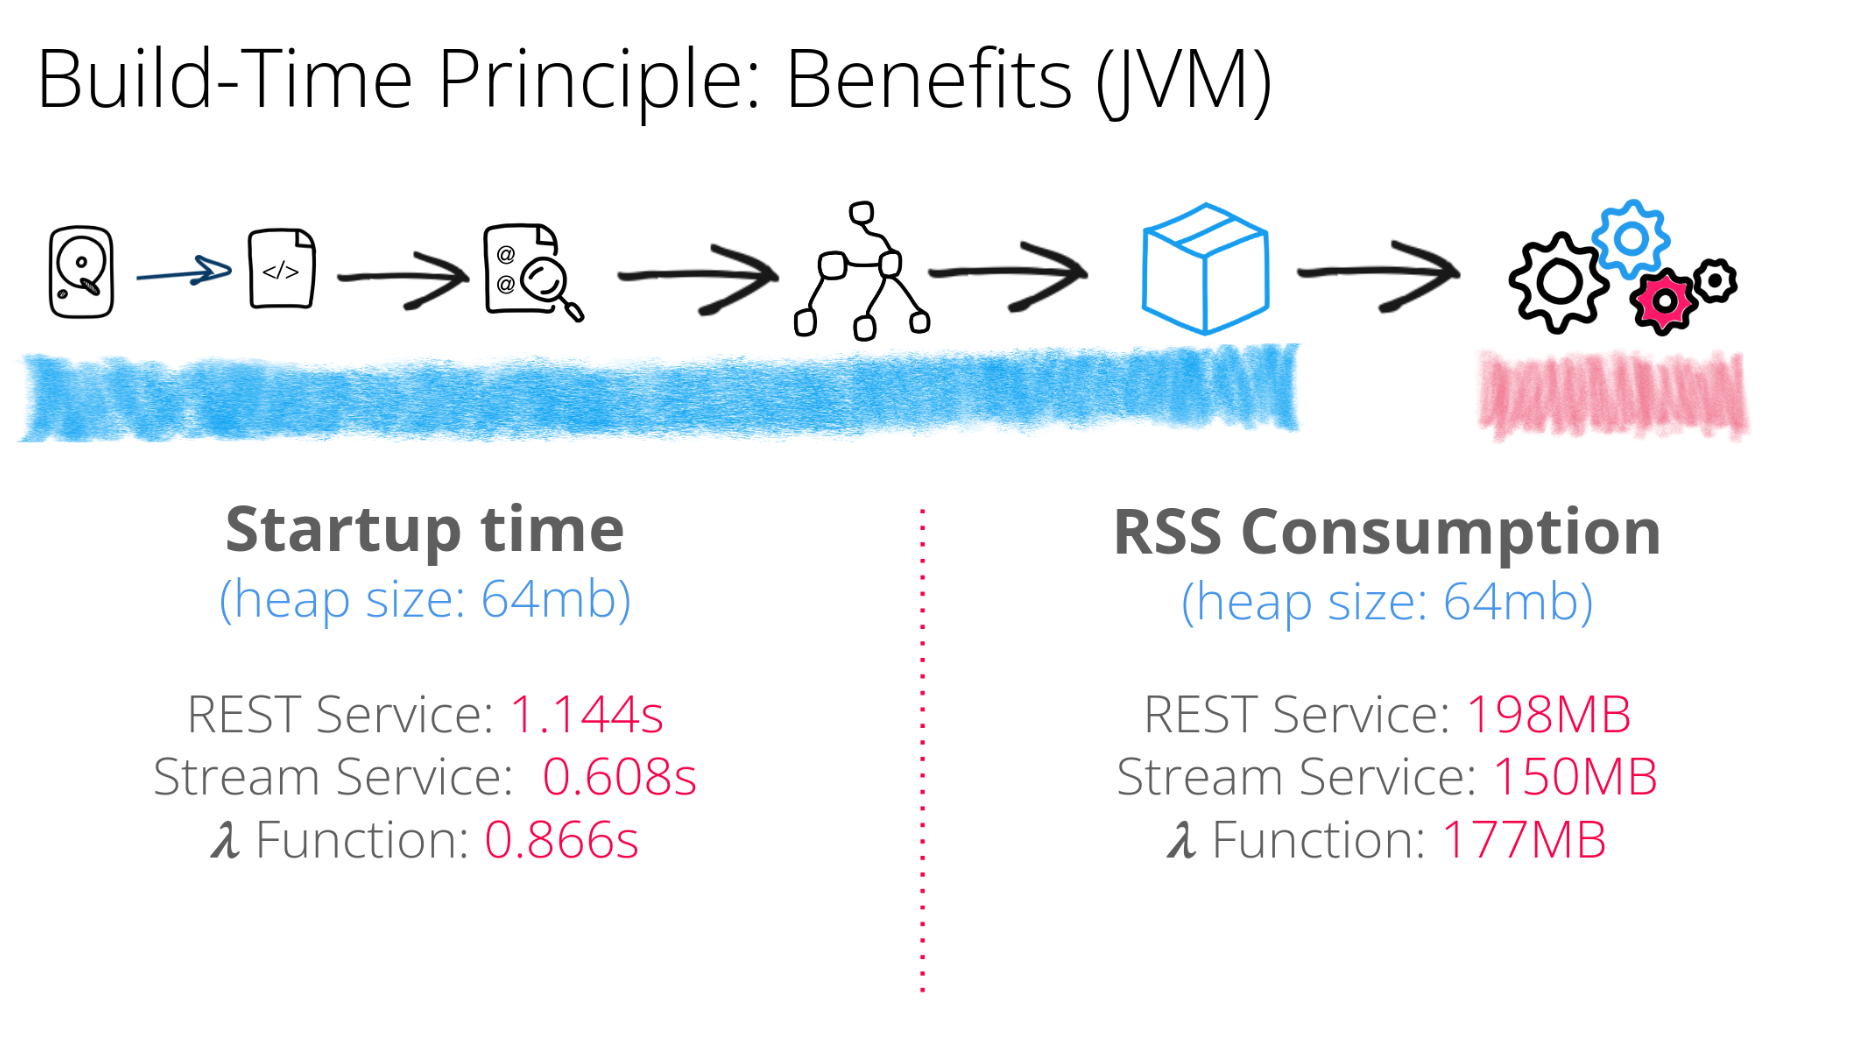 Build-Time Principle: Benefits (JVM)
</>
@
@
Startup time
(heap size: 64mb)
REST Service: 1.144s
Stream Service: 0.608s
λ Function: 0.866s
RSS Consumption
(heap size: 64mb)
REST Service: 198MB
Stream Service: 150MB
λ Function: 177MB